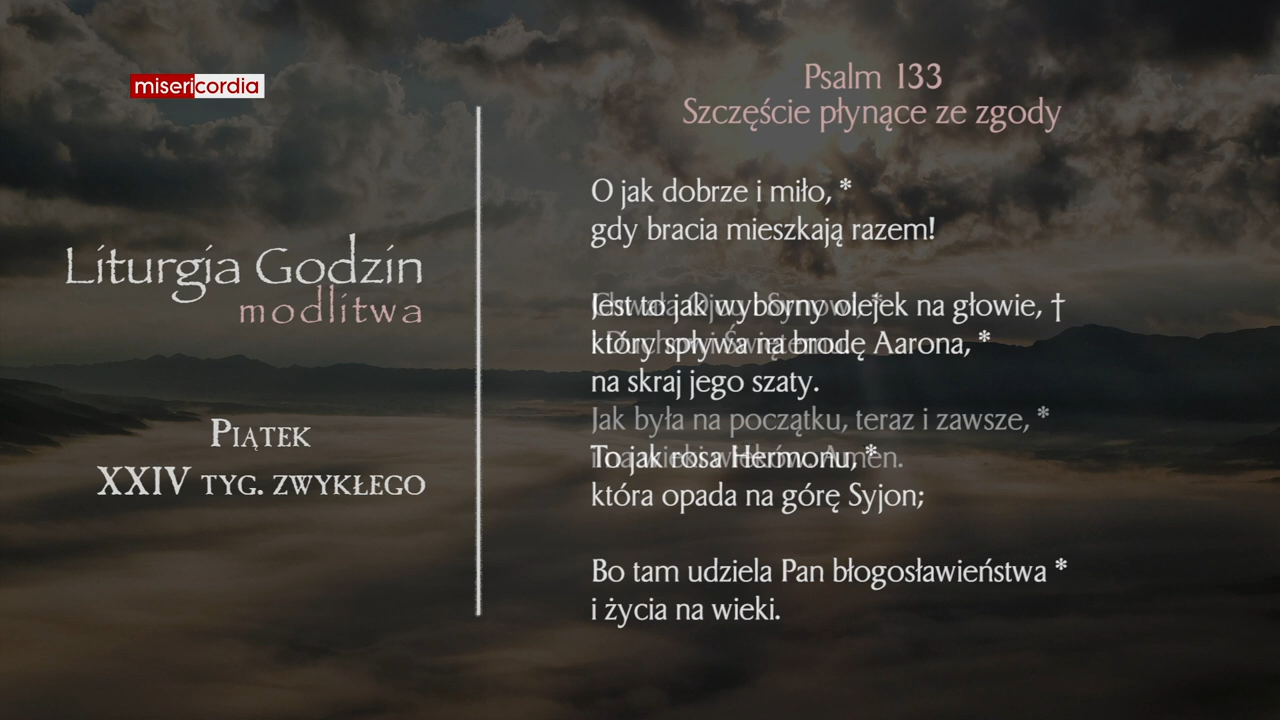 misericordia
Liturgia Godzin
modlitwa
Piątek
XXIV tyg. zwykłego
Psalm 133
Szczęście płynące ze zgody
O jak dobrze i miło, *
gdy bracia mieszkają razem!
Jest to jak wyborny olejek na głowie, †
który spływa na brodę Aarona, *
na skraj jego szaty.
Jak była na początku, teraz i zawsze, *
To jak rosa Hermonu, *
która opada na górę Syjon;
Bo tam udziela Pan błogosławieństwa *
i życia na wieki.